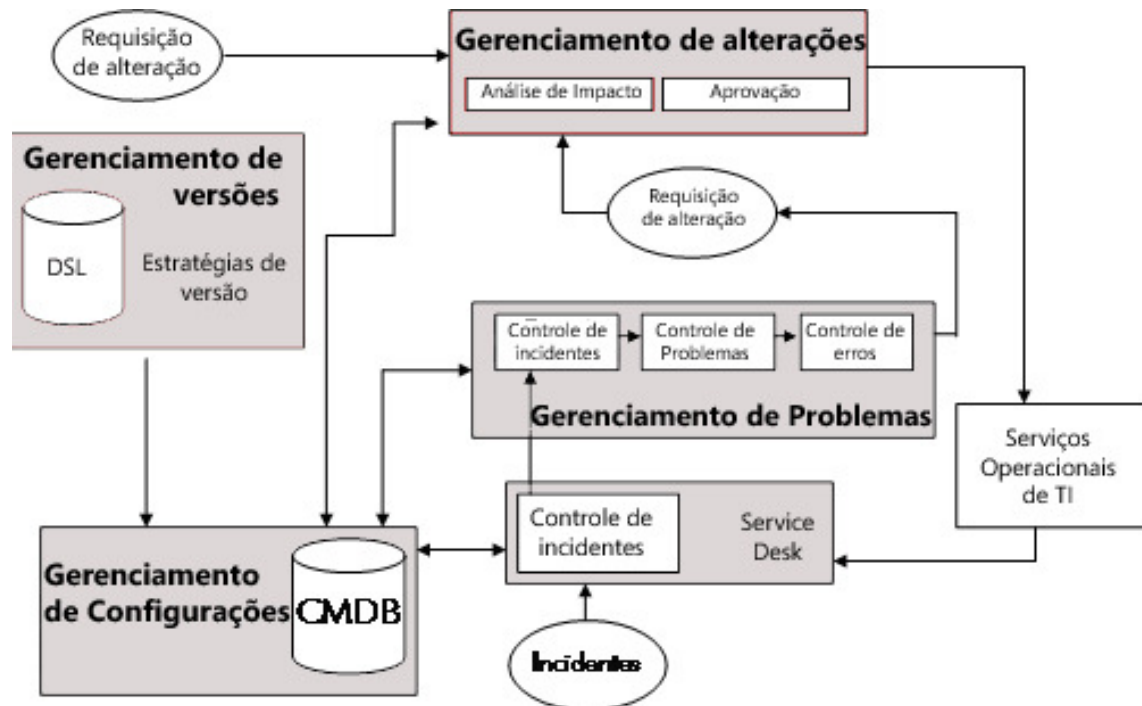 Requisição
de alteração
Gerenciamento de alterações
Análise de Impacto
Aprovação
Gerenciamento de
versões
DSL
Estratégias de
versão
Requisição
de alteração
Controle de
incidentes
Controle de
Problemas
Controle de
erros
Gerenciamento de Problemas
Serviços
Operacionais
de TI
Controle de
incidentes
Service
Desk
Gerenciamento
de Configurações
CMDB
Incidentes